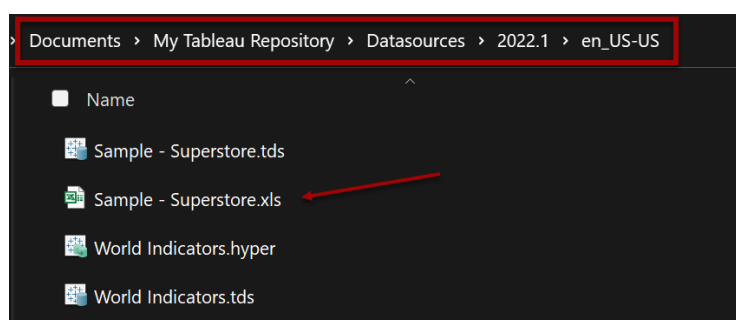 › Documents › My Tableau Repository › Datasources › 2022.1 › en_US-US
Name
Sample - Superstore.tds
Sample - Superstore.xls
World Indicators.hyper
World Indicators.tds